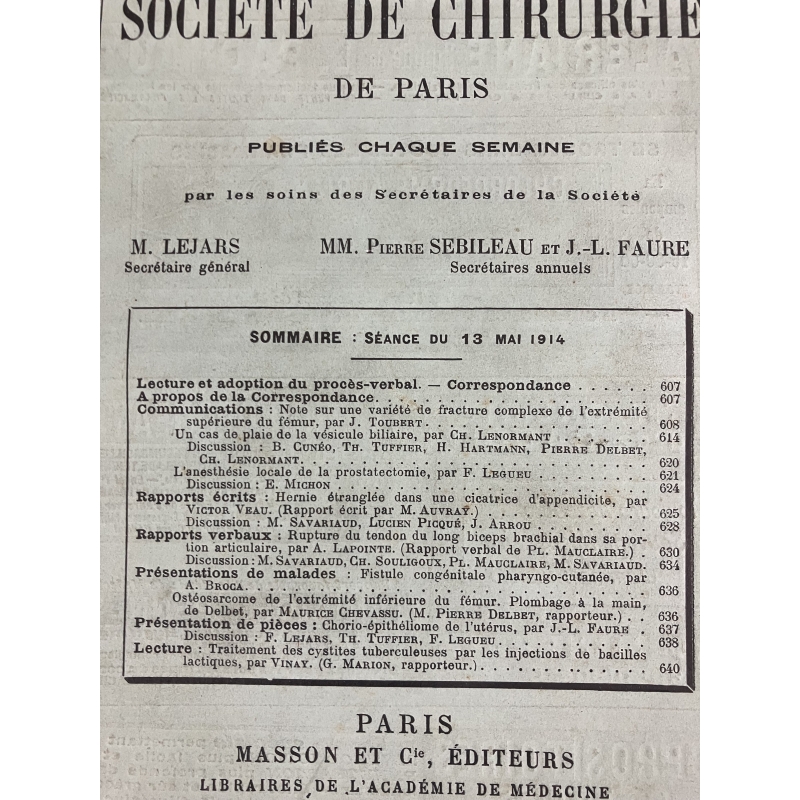 SOCIÉTÉ DE CHIRURGIE
DE PARIS
PUBLIÉS CHAQUE SEMAINE
par les soins des Secrétaires de la Société
M. LEJARS MM. PIERRE SEBILEAU ET J.-L. FAURE
Secrétaire général Secrétaires annuels
SOMMAIRE : SÉANCE DU 13 MAI 1914
Lecture et adoption du procès-verbal. — Correspondance . . . . . . 607
A propos de la Correspondance. . . . . . . . . . . . . . . . . . 607
Communications : Note sur une variété de fracture complexe de l'extrémité
supérieure du fémur, par J. TOUBERT. . . . . . . . . . . . . . . 608
Un cas de plaie de la vésicule biliaire, par CH. LENORMANT . . . . . . . 614
Discussion : B. CUNÉO, TH. TUFFIER, H. HARTMANN, PIERRE DELBET,
CH. LENORMANT. . . . . . . . . . . . . . . . . . . . . . . . 620
L'anesthésie locale de la prostatectomie, par F. LEGUEU . . . . . . . . 621
Discussion : E. MICHON . . . . . . . . . . . . . . . . . . . . 624
Rapports écrits : Hernie étranglée dans une cicatrice d'appendicite, par
VICTOR VEAU. (Rapport écrit par M. AUVRAY.) . . . . . . . . . . . 625
Discussion : M. SAVARIAUD, LUCIEN PICQUÉ, J. ARROU . . . . . . . . 628
Rapports verbaux : Rupture du tendon du long biceps brachial dans sa por-
tion articulaire, par A. LAPOINTE. (Rapport verbal de PL. MAUCLAIRE.) . 630
Discussion : M. SAVARIAUD, CH. SOULIGOUX, PL. MAUCLAIRE, M. SAVARIAUD. 634
Présentations de malades : Fistule congénitale pharyngo-cutanée, par
A. BROCA. . . . . . . . . . . . . . . . . . . . . . . . . . 636
Ostéosarcome de l'extrémité inférieure du fémur. Plombage à la main,
de Delbet, par MAURICE CHEVASSU. (M. PIERRE DELBET, rapporteur.) . . 636
Présentation de pièces : Chorio-épithéliome de l'utérus, par J.-L. FAURE . 637
Discussion : F. LEJARS, TH. TUFFIER, F. LEGUEU . . . . . . . . . . . 638
Lecture : Traitement des cystites tuberculeuses par les injections de bacilles
lactiques, par VINAY. (G. MARION, rapporteur.) . . . . . . . . . . . 640
PARIS
MASSON ET Cie, ÉDITEURS
LIBRAIRES DE L'ACADÉMIE DE MÉDECINE